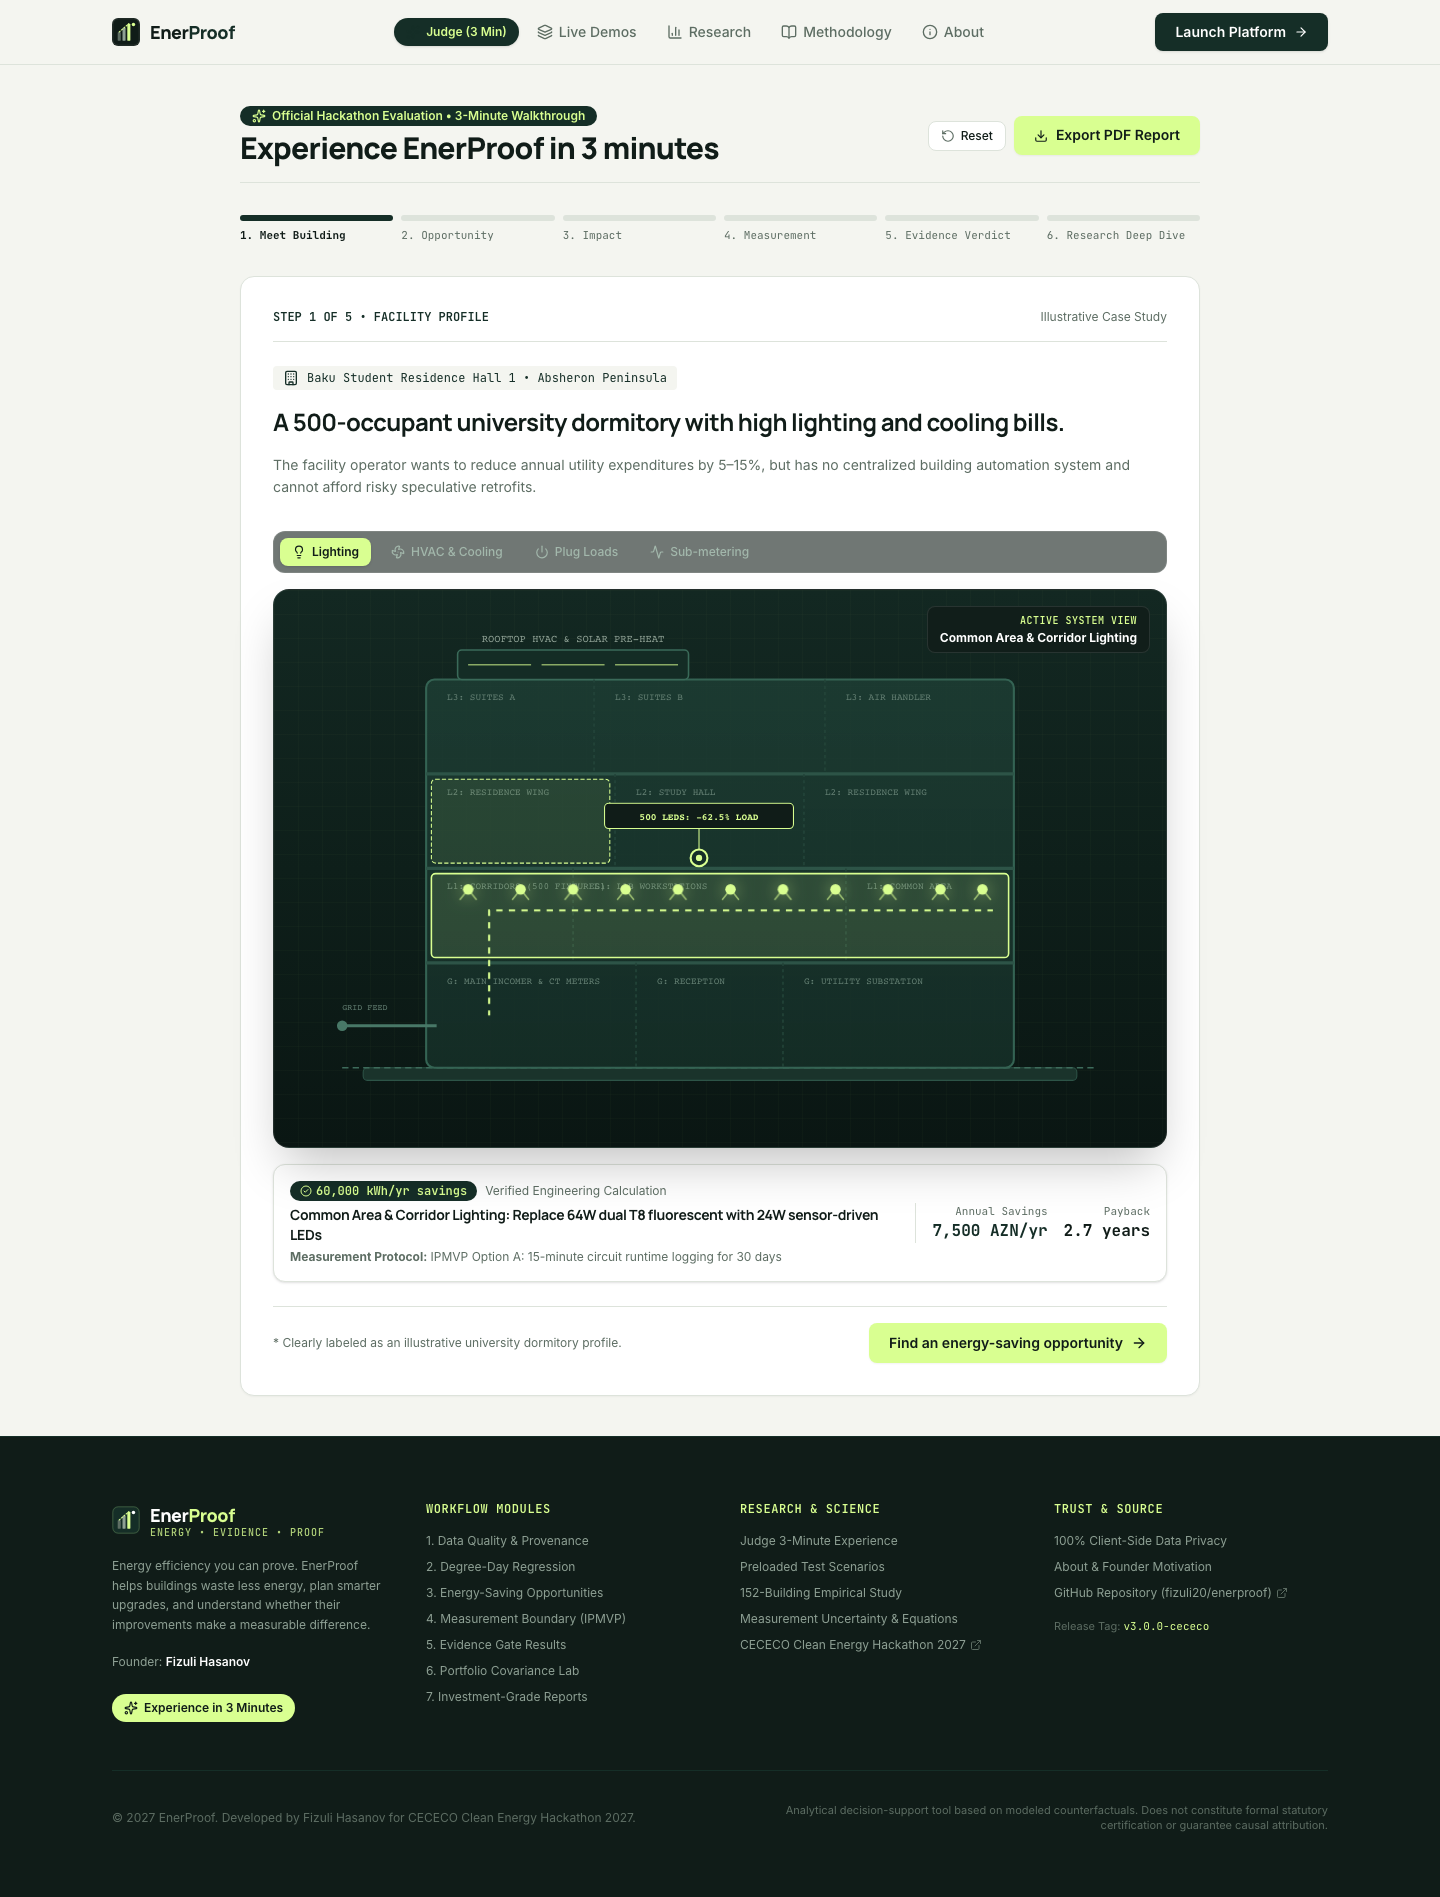 EnerProof
Judge (3 Min)
Live Demos
Research
Methodology
About
Launch Platform
Official Hackathon Evaluation • 3-Minute Walkthrough
Experience EnerProof in 3 minutes
Reset
Export PDF Report
1. Meet Building
2. Opportunity
3. Impact
4. Measurement
5. Evidence Verdict
6. Research Deep Dive
STEP 1 OF 5 • FACILITY PROFILE
Illustrative Case Study
Baku Student Residence Hall 1 • Absheron Peninsula
A 500-occupant university dormitory with high lighting and cooling bills.
The facility operator wants to reduce annual utility expenditures by 5–15%, but has no centralized building automation system and
cannot afford risky speculative retrofits.
Lighting
HVAC & Cooling
Plug Loads
Sub-metering
ACTIVE SYSTEM VIEW
Common Area & Corridor Lighting
ROOFTOP HVAC & SOLAR PRE-HEAT
L3: SUITES A
L3: SUITES B
L3: AIR HANDLER
L2: RESIDENCE WING
L2: STUDY HALL
L2: RESIDENCE WING
500 LEDS: -62.5% LOAD
L1: CORRIDORS (500 FIXTURES)
WORKSTATIONS
L1: COMMON AREA
G: MAIN INCOMER & CT METERS
G: RECEPTION
G: UTILITY SUBSTATION
GRID FEED
60,000 kWh/yr savings
Verified Engineering Calculation
Common Area & Corridor Lighting: Replace 64W dual T8 fluorescent with 24W sensor-driven
LEDs
Measurement Protocol: IPMVP Option A: 15-minute circuit runtime logging for 30 days
Annual Savings
7,500 AZN/yr
Payback
2.7 years
* Clearly labeled as an illustrative university dormitory profile.
Find an energy-saving opportunity
EnerProof
ENERGY • EVIDENCE • PROOF
Energy efficiency you can prove. EnerProof
helps buildings waste less energy, plan smarter
upgrades, and understand whether their
improvements make a measurable difference.
Founder: Fizuli Hasanov
Experience in 3 Minutes
WORKFLOW MODULES
1. Data Quality & Provenance
2. Degree-Day Regression
3. Energy-Saving Opportunities
4. Measurement Boundary (IPMVP)
5. Evidence Gate Results
6. Portfolio Covariance Lab
7. Investment-Grade Reports
RESEARCH & SCIENCE
Judge 3-Minute Experience
Preloaded Test Scenarios
152-Building Empirical Study
Measurement Uncertainty & Equations
CECECO Clean Energy Hackathon 2027
TRUST & SOURCE
100% Client-Side Data Privacy
About & Founder Motivation
GitHub Repository (fizuli20/enerproof)
Release Tag: v3.0.0-cececo
© 2027 EnerProof. Developed by Fizuli Hasanov for CECECO Clean Energy Hackathon 2027.
Analytical decision-support tool based on modeled counterfactuals. Does not constitute formal statutory
certification or guarantee causal attribution.